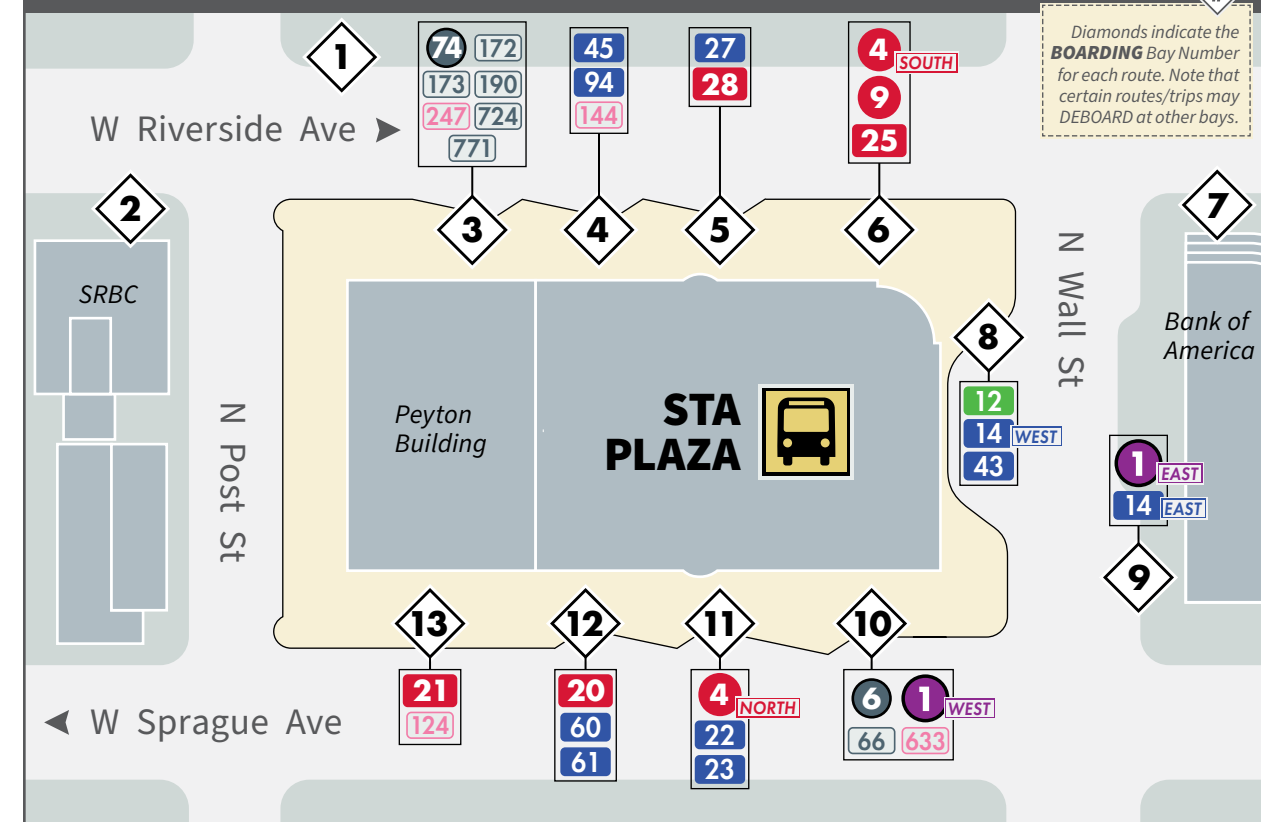 1
74 172
173 190
247 724
771
45
94
144
27
28
4 SOUTH
9
25
Diamonds indicate the
BOARDING Bay Number
for each route. Note that
certain routes/trips may
DEBOARD at other bays.
W Riverside Ave
2
3
4
5
6
7
SRBC
N Wall St
Bank of
America
8
12
14 WEST
43
N Post St
Peyton
Building
STA
PLAZA
1 EAST
14 EAST
9
13
12
11
10
21
124
20
60
61
4 NORTH
22
23
6 1 WEST
66 633
W Sprague Ave